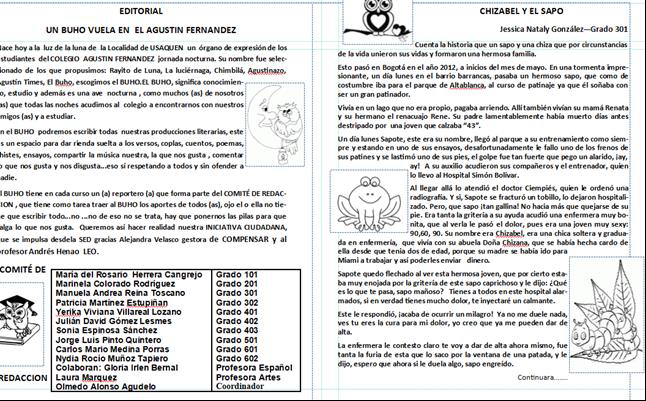 EDITORIAL
UN BUHO VUELA EN EL AGUSTIN FERNANDEZ
Nace hoy a la luz de la luna de la Localidad de USAQUEN un órgano de expresión de los
estudiantes del COLEGIO AGUSTIN FERNANDEZ jornada nocturna. Su nombre fue selec-
cionado de los que propusimos: Rayito de Luna, La luciérnaga, Chimbilá, Agustinazo,
Agustín Times, El Buho, escogimos el BUHO.EL BUHO, significa conocimien-
to, estudio y además es una ave nocturna , como muchos (as) de nosotros
(as) que todas las noches acudimos al colegio a encontrarnos con nuestros
amigos (as) y a estudiar.
En el BUHO podremos escribir todas nuestras producciones literarias, este
es un espacio para dar rienda suelta a los versos, coplas, cuentos, poemas,
chistes, ensayos, compartir la música nuestra, la que nos gusta , comentar
lo que nos gusta y nos disgusta...eso sí respetando a todos y sin ofender a
nadie.
El BUHO tiene en cada curso un (a) reportero (a) que forma parte del COMITÉ DE REDAC-
CION , que tiene como tarea traer al BUHO los aportes de todos (as), ojo el o ella no tie-
ne que escribir todo...no ...no de eso no se trata, hay que ponernos las pilas para que
salga lo que nos gusta. Queremos así hacer realidad nuestra INICIATIVA CIUDADANA,
que se impulsa desdela SED gracias Alejandra Velasco gestora de COMPENSAR y al
profesor Andrés Henao LEO.
COMITÉ DE
REDACCION
Maria del Rosario Herrera Cangrejo Grado 101
Marinela Colorado Rodríguez Grado 201
Manuela Andrea Reina Toscano Grado 301
Patricia Martínez Estupiñan Grado 302
Yerika Viviana Villareal Lozano Grado 401
Julián David Gómez Lesmes Grado 402
Sonia Espinosa Sánchez Grado 403
Jorge Luis Pinto Quintero Grado 501
Carlos Mario Medina Porras Grado 601
Nydia Rocio Muñoz Tapiero Grado 602
Colaboran: Gloria Irlen Bernal Profesora Español
Laura Marquez Profesora Artes
Olmedo Alonso Agudelo Coordinador
CHIZABEL Y EL SAPO
Jessica Nataly González—Grado 301
Cuenta la historia que un sapo y una chiza que por circunstancias
de la vida unieron sus vidas y formaron una hermosa familia.
Esto pasó en Bogotá en el año 2012, a inicios del mes de mayo. En una tormenta impre-
sionante, un día lunes en el barrio barrancas, pasaba un hermoso sapo, que como de
costumbre iba para el parque de Altablanca, al curso de patinaje ya que él soñaba con
ser un gran patinador.
Vivía en un lago que no era propio, pagaba arriendo. Allí también vivían su mamá Renata
y su hermano el renacuajo Rene. Su padre lamentablemente había muerto días antes
destripado por una joven que calzaba "43".
Un día lunes Sapote, este era su nombre, llegó al parque a su entrenamiento como siem-
pre y estando en uno de sus ensayos, desafortunadamente le fallo uno de los frenos de
sus patines y se lastimó uno de sus pies, el golpe fue tan fuerte que pego un alarido, ¡ay,
ay! A su auxilio acudieron sus compañeros y el entrenador, quien
lo llevo al Hospital Simón Bolívar.
Al llegar allá lo atendió el doctor Ciempiés, quien le ordenó una
radiografía. Y si, Sapote se fracturó un tobillo, lo dejaron hospitali-
zado. Pero, que sapo ¡tan gallina! No hacía más que quejarse de su
pie. Era tanta la gritería a su ayuda acudió una enfermera muy bo-
nita, que al verla le pasó el dolor, pues era una joven muy sexy:
90,60, 90. Su nombre era Chizabel, era una chica soltera y gradua-
da en enfermería, que vivía con su abuela Doña Chizana, que se había hecho cardo de
ella desde que tenía dos de edad, porque su madre se había ido para
Miami a trabajar y así poderles enviar dinero.
Sapote quedo flechado al ver esta hermosa joven, que por cierto esta-
ba muy enojada por la gritería de este sapo caprichoso y le dijo: ¿Qué
es lo que te pasa, sapo mañoso? Tienes a todos en este hospital alar-
mados, si en verdad tienes mucho dolor, te inyectaré un calmante.
Este le respondió, ¡acaba de ocurrir un milagro! Ya no me duele nada,
ves tu eres la cura para mi dolor, yo creo que ya me pueden dar de
alta.
La enfermera le contesto claro te voy a dar de alta ahora mismo, fue
tanta la furia de esta que lo saco por la ventana de una patada, y le
dijo, espero que ahora si le duela algo, sapo engreído.
Continuara.......